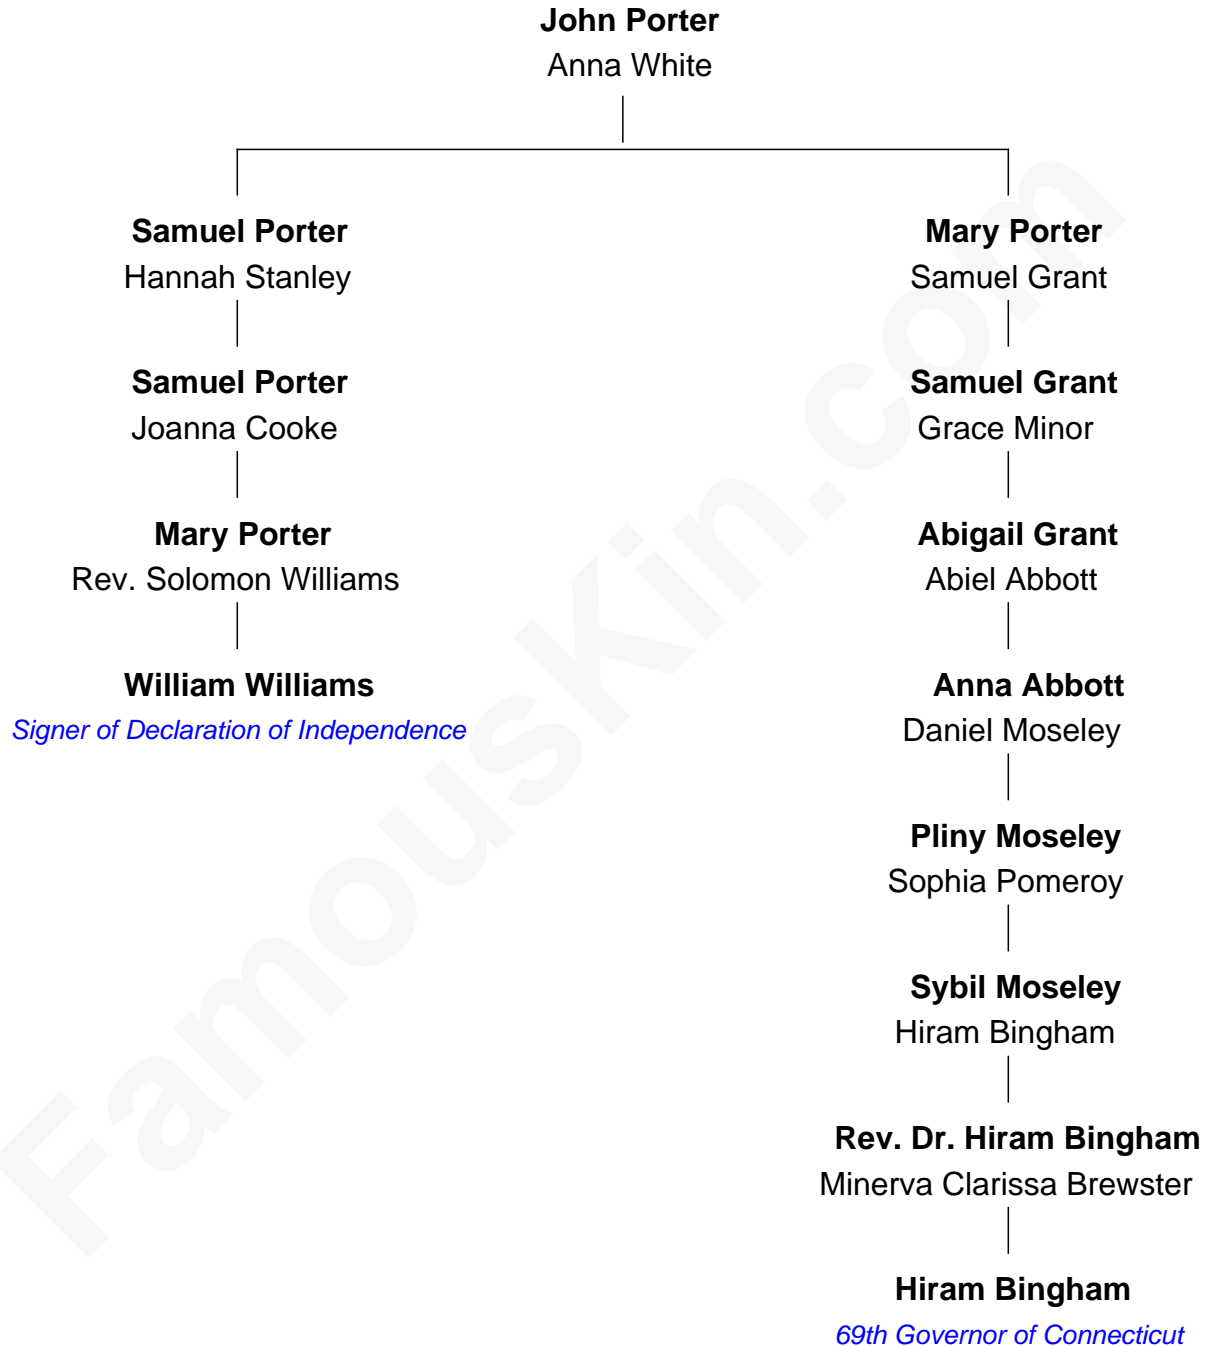 John Porter
Anna White
Samuel Porter
Hannah Stanley
Samuel Porter
Joanna Cooke
Mary Porter
Rev. Solomon Williams
William Williams
Signer of Declaration of Independence
Mary Porter
Samuel Grant
Samuel Grant
Grace Minor
Abigail Grant
Abiel Abbott
Anna Abbott
Daniel Moseley
Pliny Moseley
Sophia Pomeroy
Sybil Moseley
Hiram Bingham
Rev. Dr. Hiram Bingham
Minerva Clarissa Brewster
Hiram Bingham
69th Governor of Connecticut
FamousKin.com